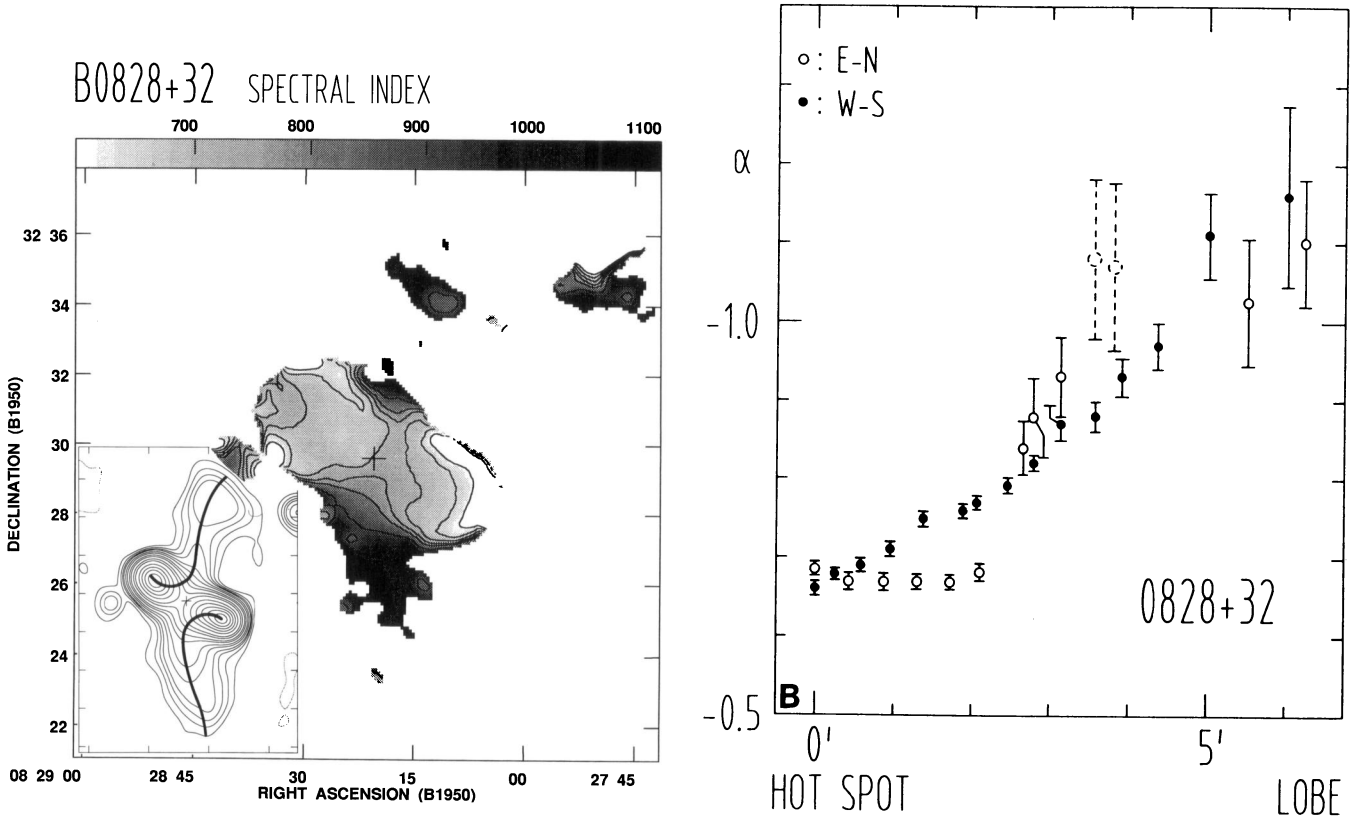 B0828+32 SPECTRAL INDEX
700 800 900 1000 1100
32 36
34
32
30
28
26
24
22
DECLINATION (B1950)
08 29 00 28 45 30 15 00 27 45
RIGHT ASCENSION (B1950)
○: E-N
●: W-S
α
-1.0
-0.5
0828+32
B
0' 5'
HOT SPOT LOBE